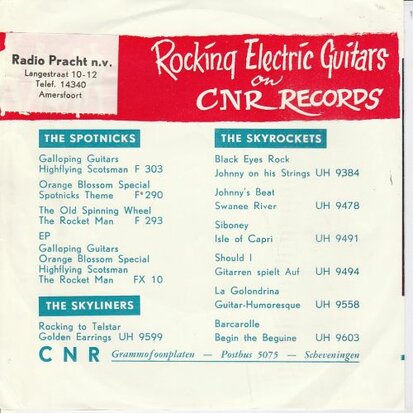 Radio Pracht n.v.
Langestraat 10-12
Telef. 14340
Amersfoort
Rocking Electric Guitars
on
CNR RECORDS
THE SPOTNICKS
Galloping Guitars
Highflying Scotsman F 303
Orange Blossom Special
Spotnicks Theme F 290
The Old Spinning Wheel
The Rocket Man F 293
EP
Galloping Guitars
Orange Blossom Special
Highflying Scotsman
The Rocket Man FX 10
THE SKYLINERS
Rocking to Telstar
Golden Earrings UH 9599
THE SKYROCKETS
Black Eyes Rock
Johnny on his Strings UH 9384
Johnny's Beat
Swanee River UH 9478
Siboney
Isle of Capri UH 9491
Should I
Gitarren spielt Auf UH 9494
La Golondrina
Guitar-Humoresque UH 9558
Barcarolle
Begin the Beguine UH 9603
CNR Grammofoonplaten — Postbus 5075 — Scheveningen